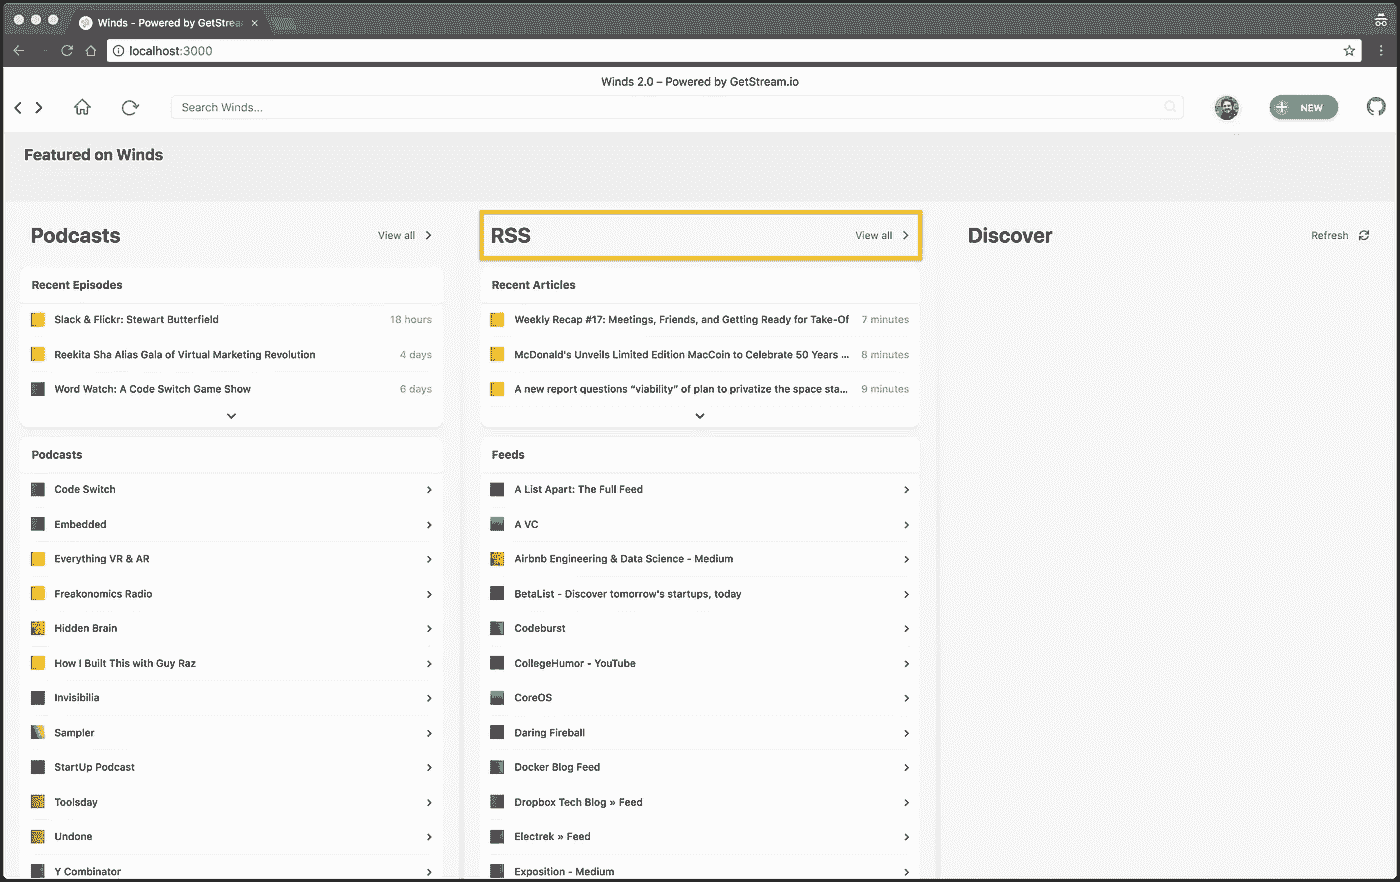 Winds - Powered by GetStrea
localhost:3000
Winds 2.0 – Powered by GetStream.io
Search Winds...
NEW
Featured on Winds
Podcasts
View all
Recent Episodes
Slack & Flickr: Stewart Butterfield 18 hours
Reekita Sha Alias Gala of Virtual Marketing Revolution 4 days
Word Watch: A Code Switch Game Show 6 days
Podcasts
Code Switch
Embedded
Everything VR & AR
Freakonomics Radio
Hidden Brain
How I Built This with Guy Raz
Invisibilia
Sampler
StartUp Podcast
Toolsday
Undone
Y Combinator
RSS
View all
Recent Articles
Weekly Recap #17: Meetings, Friends, and Getting Ready for Take-Of 7 minutes
McDonald's Unveils Limited Edition MacCoin to Celebrate 50 Years ... 8 minutes
A new report questions “viability” of plan to privatize the space sta... 9 minutes
Feeds
A List Apart: The Full Feed
A VC
Airbnb Engineering & Data Science - Medium
BetaList - Discover tomorrow's startups, today
Codeburst
CollegeHumor - YouTube
CoreOS
Daring Fireball
Docker Blog Feed
Dropbox Tech Blog » Feed
Electrek » Feed
Exposition - Medium
Discover
Refresh